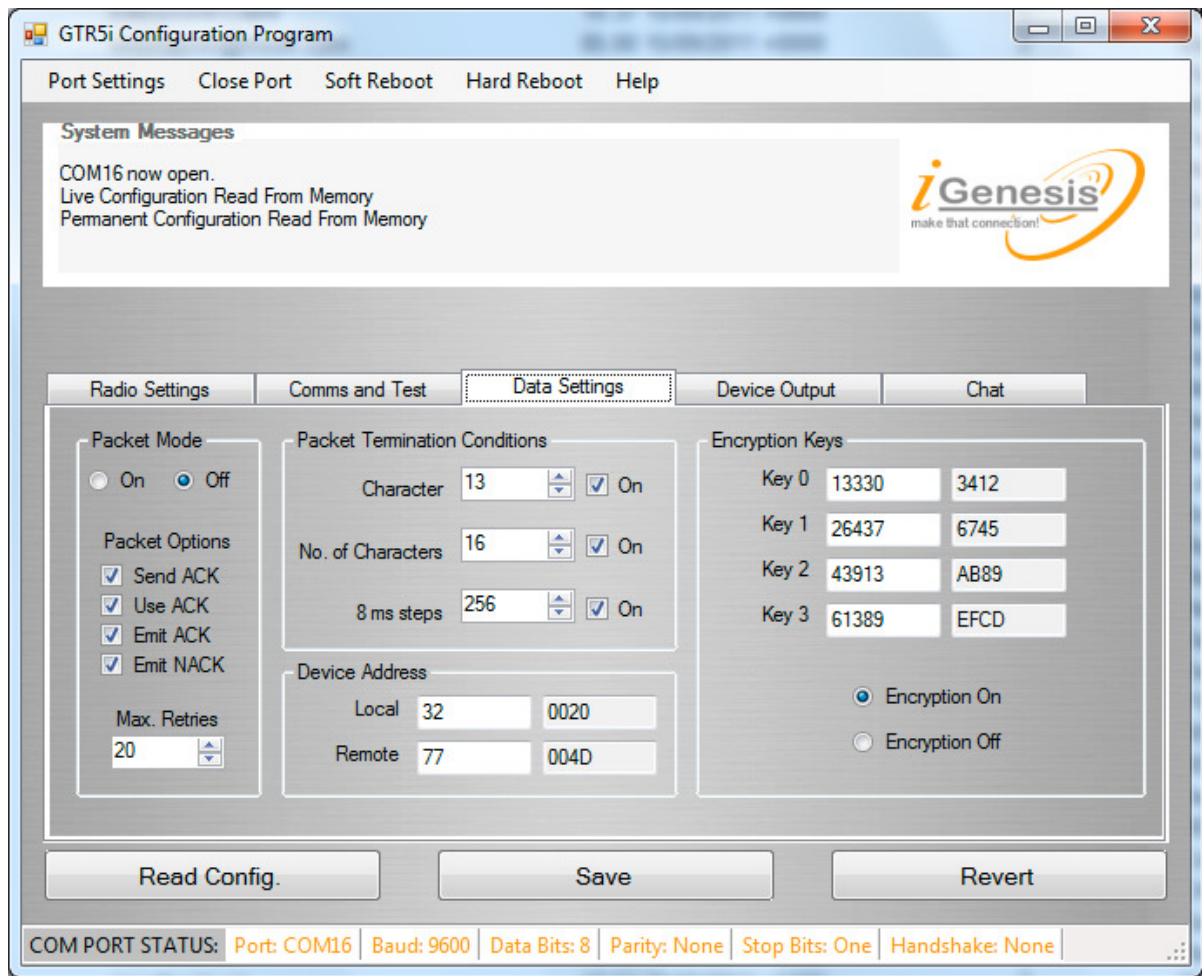 GTR5i Configuration Program
Port Settings Close Port Soft Reboot Hard Reboot Help
System Messages
COM16 now open.
Live Configuration Read From Memory
Permanent Configuration Read From Memory
iGenesis
make that connection!
Radio Settings Comms and Test Data Settings Device Output Chat
Packet Mode
On Off
Packet Options
Send ACK
Use ACK
Emit ACK
Emit NACK
Max. Retries
20
Packet Termination Conditions
Character 13 On
No. of Characters 16 On
8 ms steps 256 On
Device Address
Local 32 0020
Remote 77 004D
Encryption Keys
Key 0 13330 3412
Key 1 26437 6745
Key 2 43913 AB89
Key 3 61389 EFCD
Encryption On
Encryption Off
Read Config. Save Revert
COM PORT STATUS: Port: COM16 Baud: 9600 Data Bits: 8 Parity: None Stop Bits: One Handshake: None